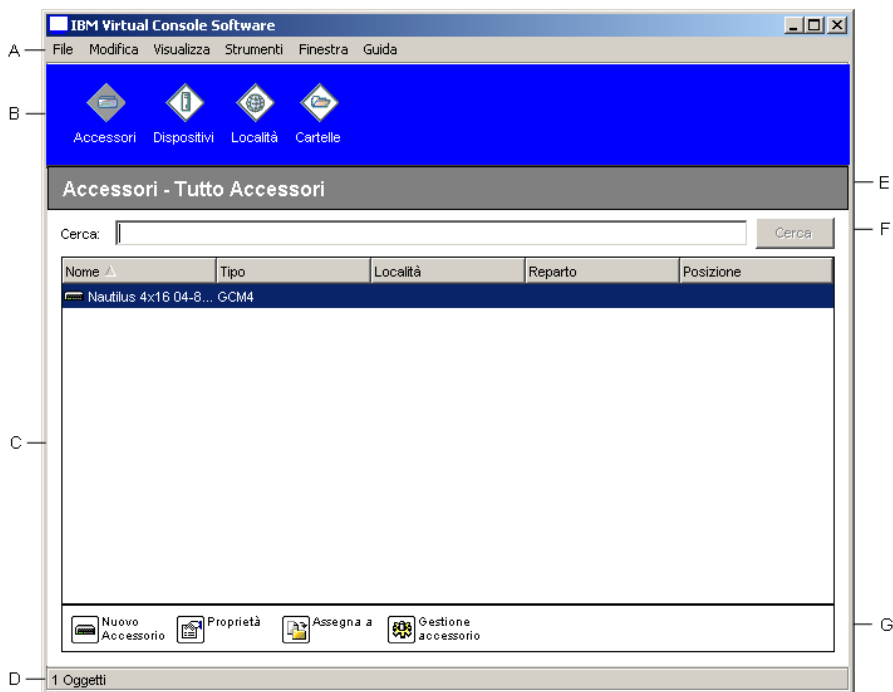 IBM Virtual Console Software
A
File Modifica Visualizza Strumenti Finestra Guida
B
Accessori Dispositivi Località Cartelle
Accessori - Tutto Accessori
E
Cerca:
Cerca
F
Nome Tipo Località Reparto Posizione
Nautilus 4x16 04-8... GCM4
C
Nuovo Accessorio
Proprietà
Assegna a
Gestione accessorio
G
D
1 Oggetti